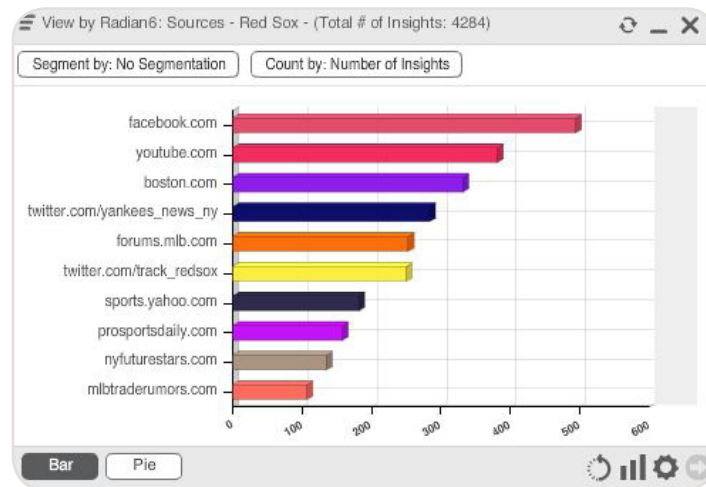 View by Radian6: Sources - Red Sox - (Total # of Insights: 4284)
Segment by: No Segmentation Count by: Number of Insights
facebook.com
youtube.com
boston.com
twitter.com/yankees_news_ny
forums.mlb.com
twitter.com/track_redsox
sports.yahoo.com
prosportsdaily.com
nyfuturestars.com
mlbtraderumors.com
0 100 200 300 400 500 600
Bar Pie